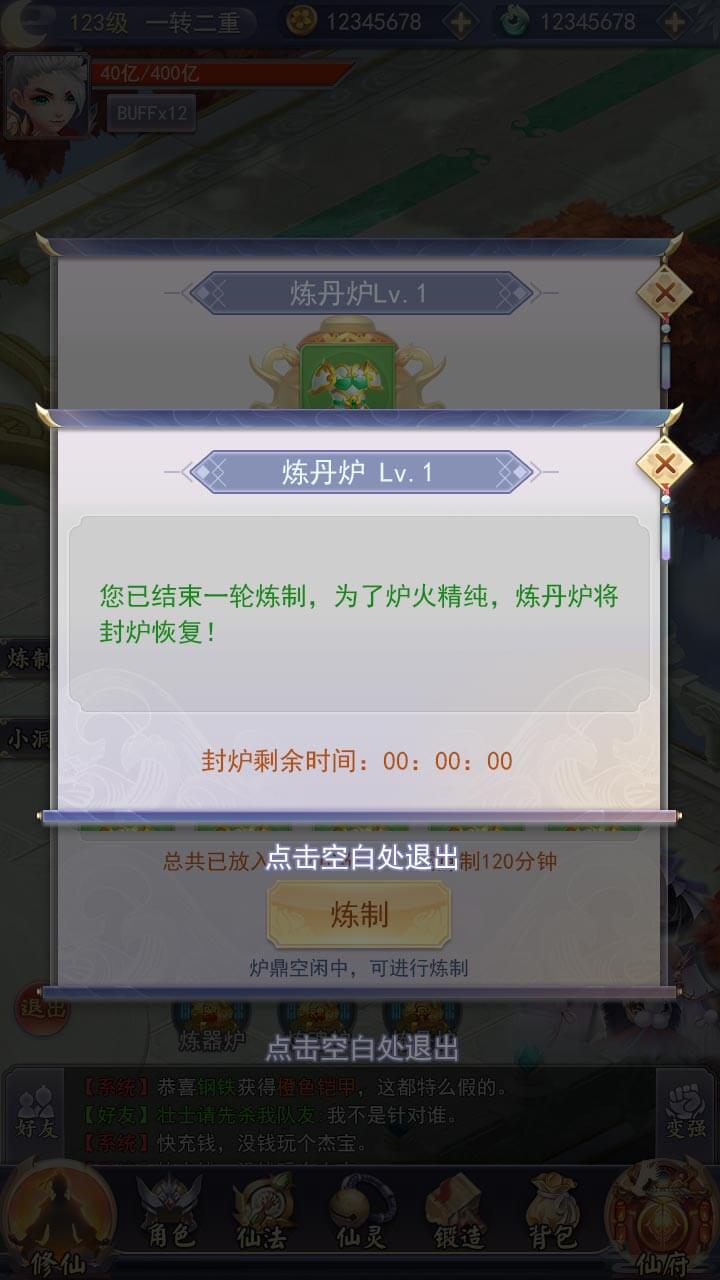 123级 一转二重 12345678 12345678
40亿/400亿
BUFFx12
炼丹炉Lv.1
炼丹炉 Lv.1
您已结束一轮炼制，为了炉火精纯，炼丹炉将
封炉恢复！
炼制
小洞
封炉剩余时间：00：00：00
点击空白处退出
总共已放入 制120分钟
炼制
炉鼎空闲中，可进行炼制
退出
炼器炉
点击空白处退出
【系统】恭喜钢铁获得橙色铠甲，这都特么假的。
【好友】壮士请先杀我队友:我不是针对谁。
【系统】快充钱，没钱玩个杰宝。
好友
变强
修仙 角色 仙法 仙灵 锻造 背包 仙府